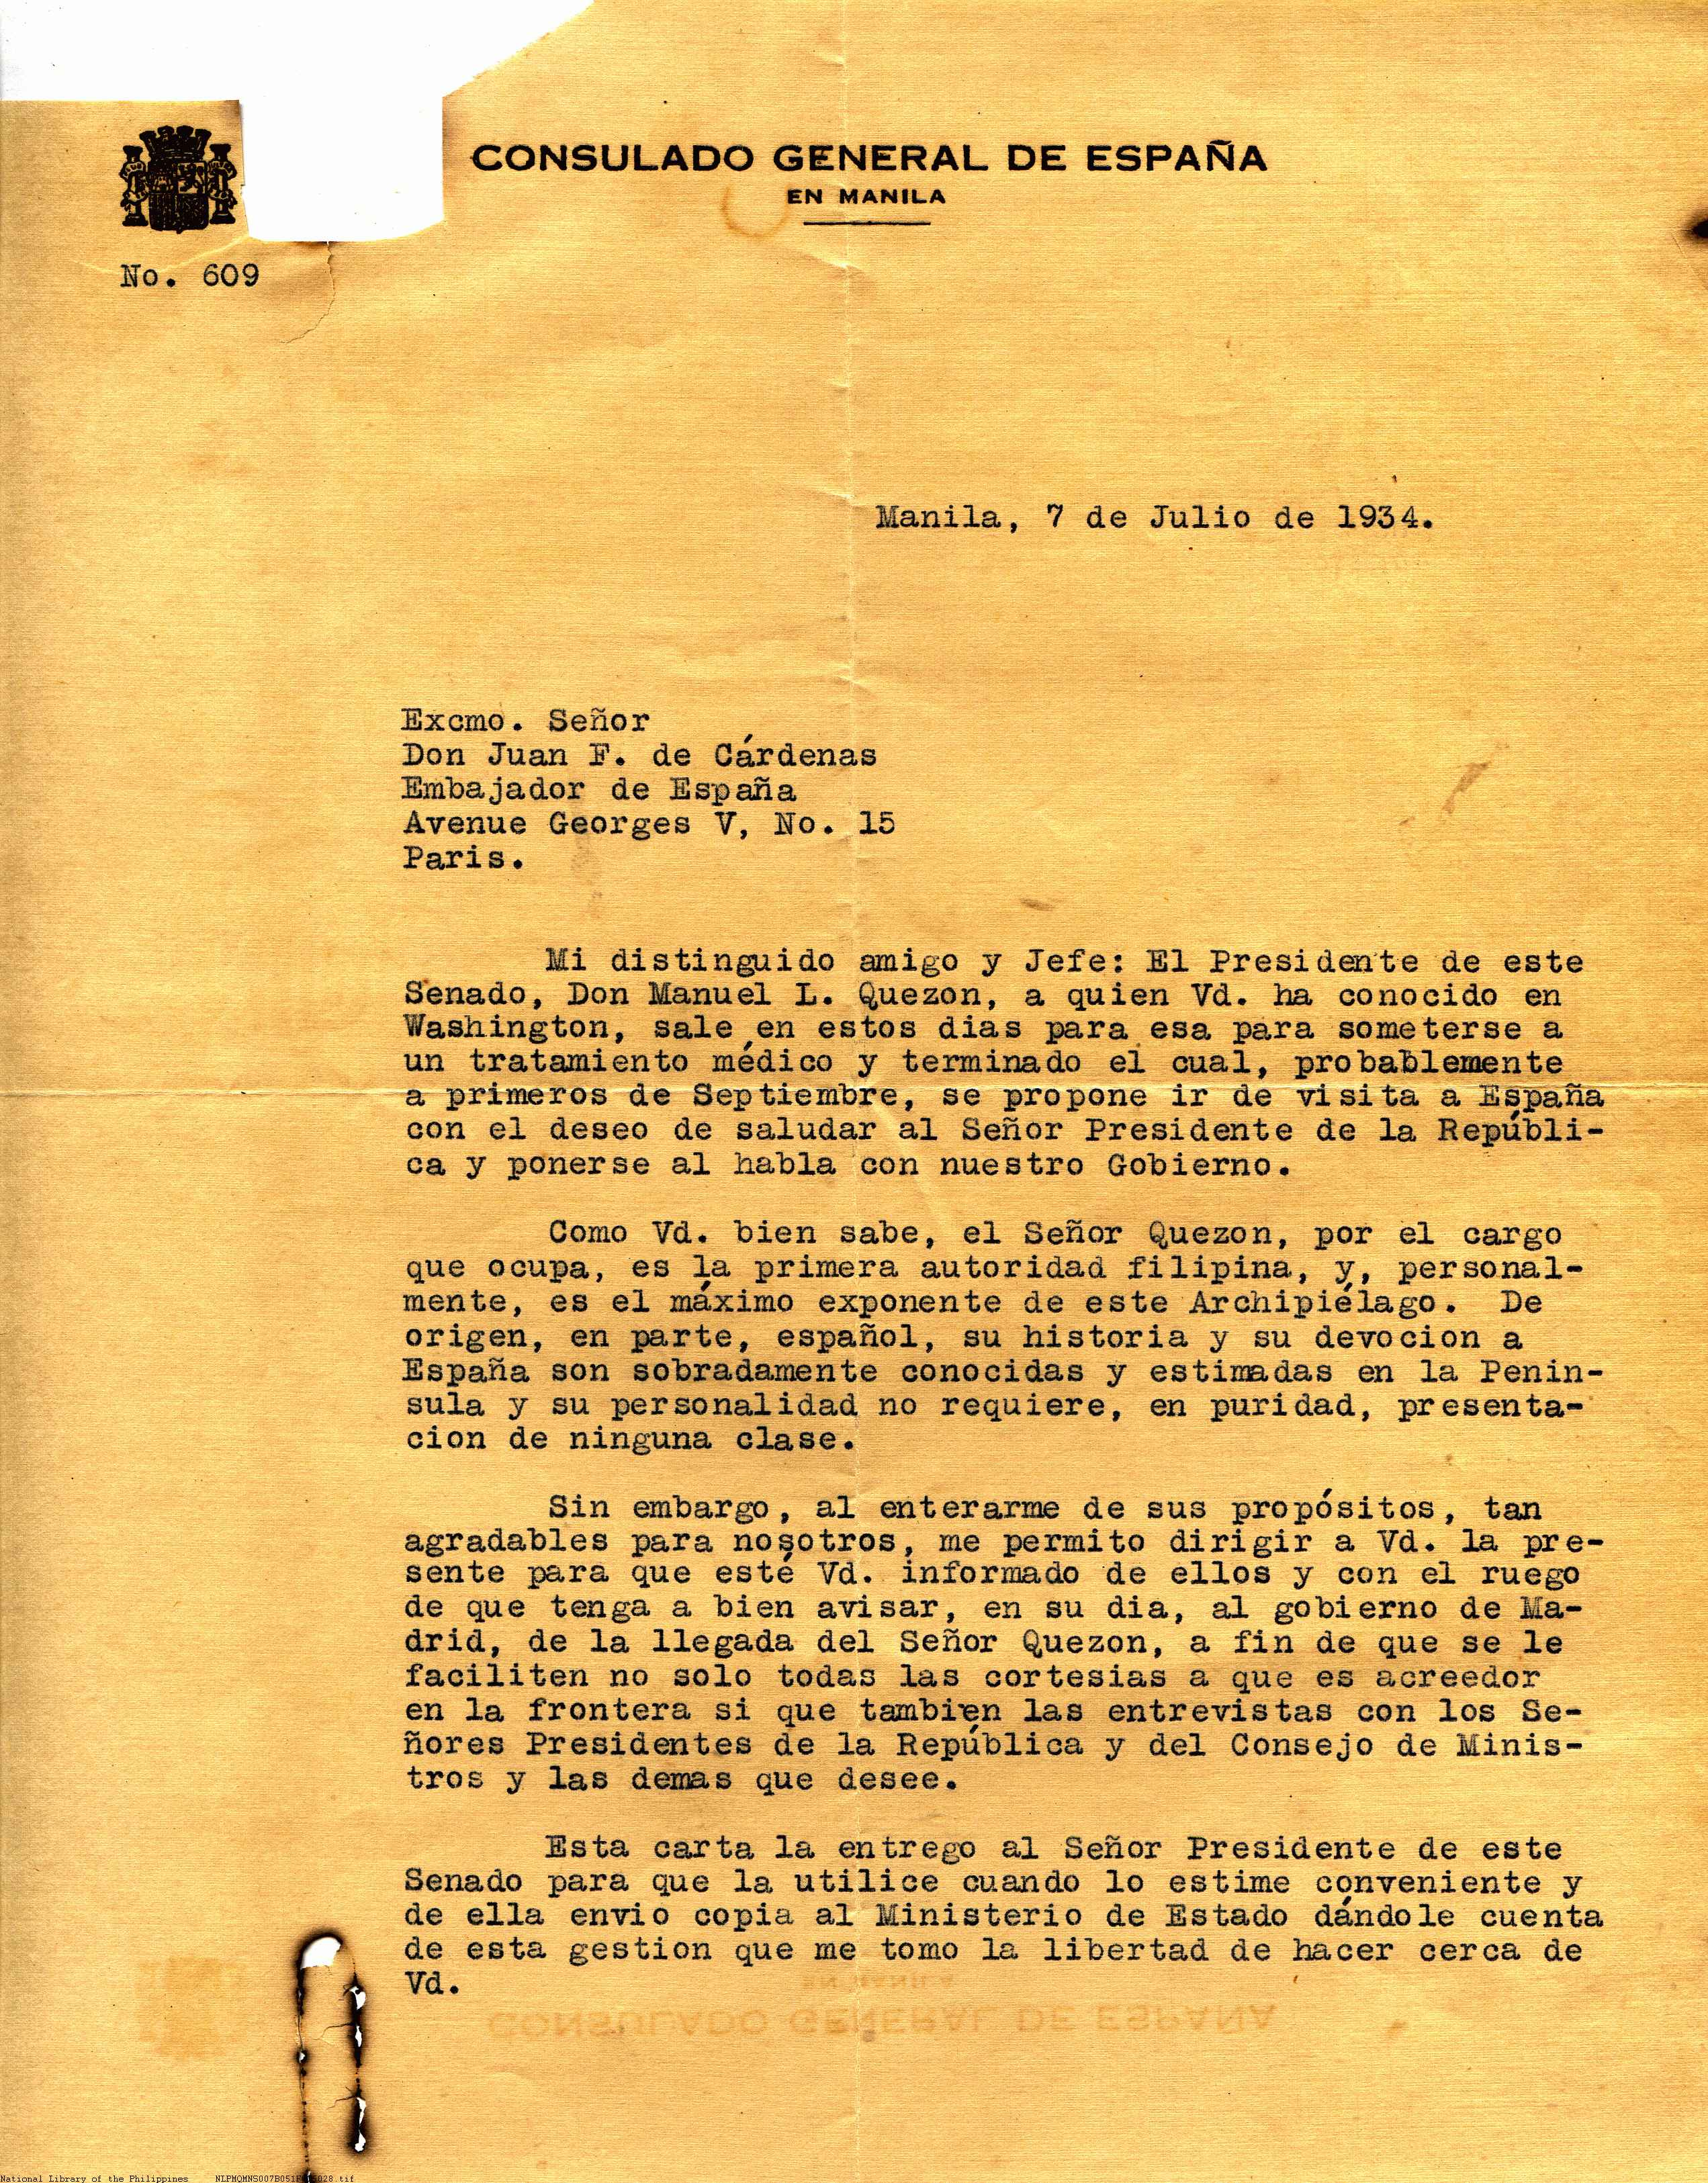 CONSULADO GENERAL DE ESPAÑA
EN MANILA
No. 609
Manila, 7 de Julio de 1934.
Excmo. Señor
Don Juan F. de Cárdenas
Embajador de España
Avenue Georges V, No. 15
Paris.
Mi distinguido amigo y Jefe: El Presidente de este
Senado, Don Manuel L. Quezon, a quien Vd. ha conocido en
Washington, sale en estos dias para esa para someterse a
un tratamiento médico y terminado el cual, probablemente
a primeros de Septiembre, se propone ir de visita a España
con el deseo de saludar al Señor Presidente de la Repúbli-
ca y ponerse al habla con nuestro Gobierno.
Como Vd. bien sabe, el Señor Quezon, por el cargo
que ocupa, es la primera autoridad filipina, y, personal-
mente, es el máximo exponente de este Archipiélago. De
origen, en parte, español, su historia y su devocion a
España son sobradamente conocidas y estimadas en la Penin-
sula y su personalidad no requiere, en puridad, presenta-
cion de ninguna clase.
Sin embargo, al enterarme de sus propósitos, tan
agradables para nosotros, me permito dirigir a Vd. la pre-
sente para que esté Vd. informado de ellos y con el ruego
de que tenga a bien avisar, en su dia, al gobierno de Ma-
drid, de la llegada del Señor Quezon, a fin de que se le
faciliten no solo todas las cortesias a que es acreedor
en la frontera si que tambien las entrevistas con los Se-
ñores Presidentes de la República y del Consejo de Minis-
tros y las demas que desee.
Esta carta la entrego al Señor Presidente de este
Senado para que la utilice cuando lo estime conveniente y
de ella envio copia al Ministerio de Estado dándole cuenta
de esta gestion que me tomo la libertad de hacer cerca de
Vd.
EN MANILA
CONSULADO GENERAL DE ESPAÑA
National Library of the Philippines